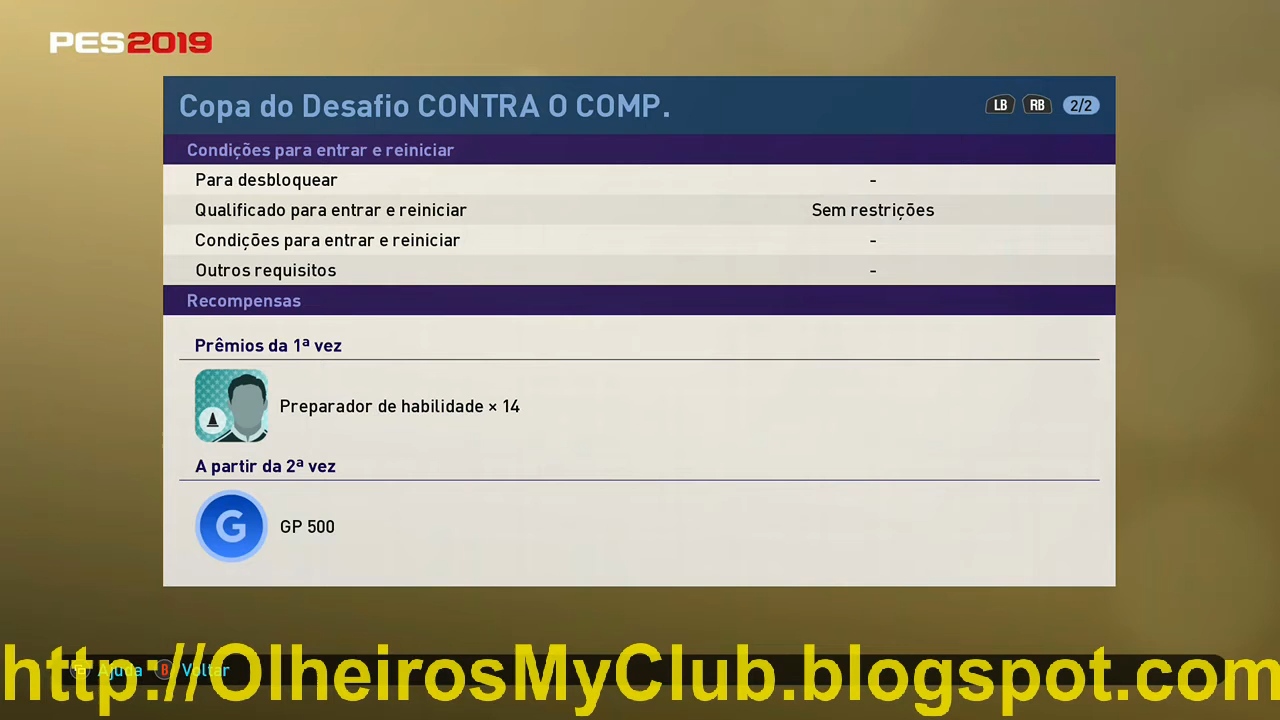 PES2019
Copa do Desafio CONTRA O COMP.
LB RB 2/2
Condições para entrar e reiniciar
Para desbloquear -
Qualificado para entrar e reiniciar Sem restrições
Condições para entrar e reiniciar -
Outros requisitos -
Recompensas
Prêmios da 1ª vez
Preparador de habilidade × 14
A partir da 2ª vez
G GP 500
Ajuda B Voltar
http://OlheirosMyClub.blogspot.com